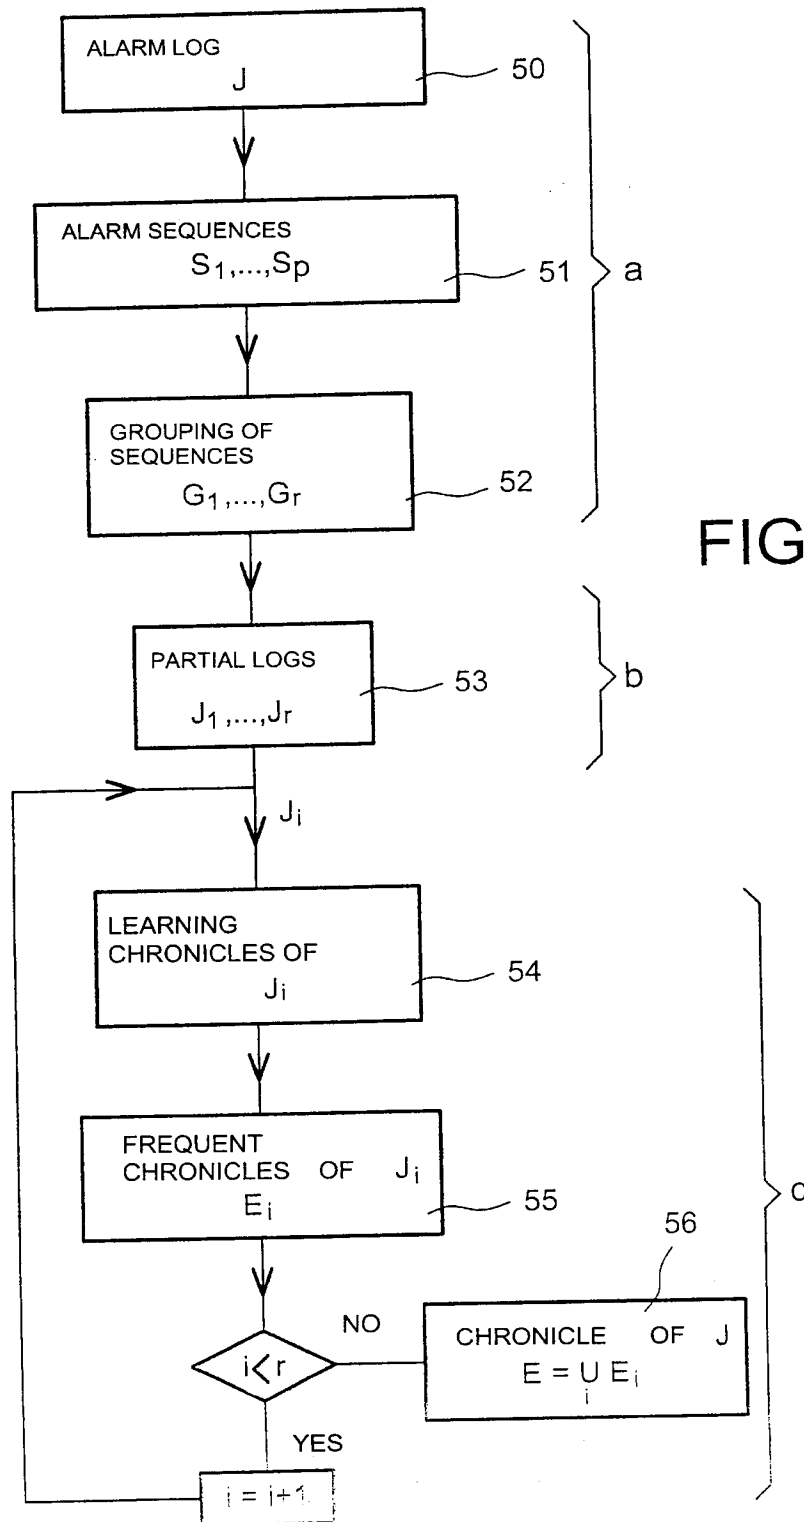 ALARM LOG
J
50
ALARM SEQUENCES
S1,...,Sp
51
a
GROUPING OF
SEQUENCES
G1,...,Gr
52
FIG
PARTIAL LOGS
J1,...,Jr
53
b
Ji
LEARNING
CHRONICLES OF
Ji
54
FREQUENT
CHRONICLES OF Ji
Ei
55
c
56
i<r
NO
CHRONICLE OF J
E = U Ei
i
YES
i = i+1